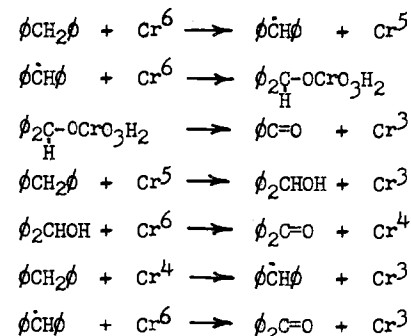 ØCH₂Ø + Cr⁶ ⟶ ØĊHØ + Cr⁵
ØĊHØ + Cr⁶ ⟶ Ø₂C-OCrO₃H₂
H
Ø₂C-OCrO₃H₂ ⟶ ØC=O + Cr³
H
ØCH₂Ø + Cr⁵ ⟶ Ø₂CHOH + Cr³
Ø₂CHOH + Cr⁶ ⟶ Ø₂C=O + Cr⁴
ØCH₂Ø + Cr⁴ ⟶ ØĊHØ + Cr³
ØĊHØ + Cr⁶ ⟶ Ø₂C=O + Cr³